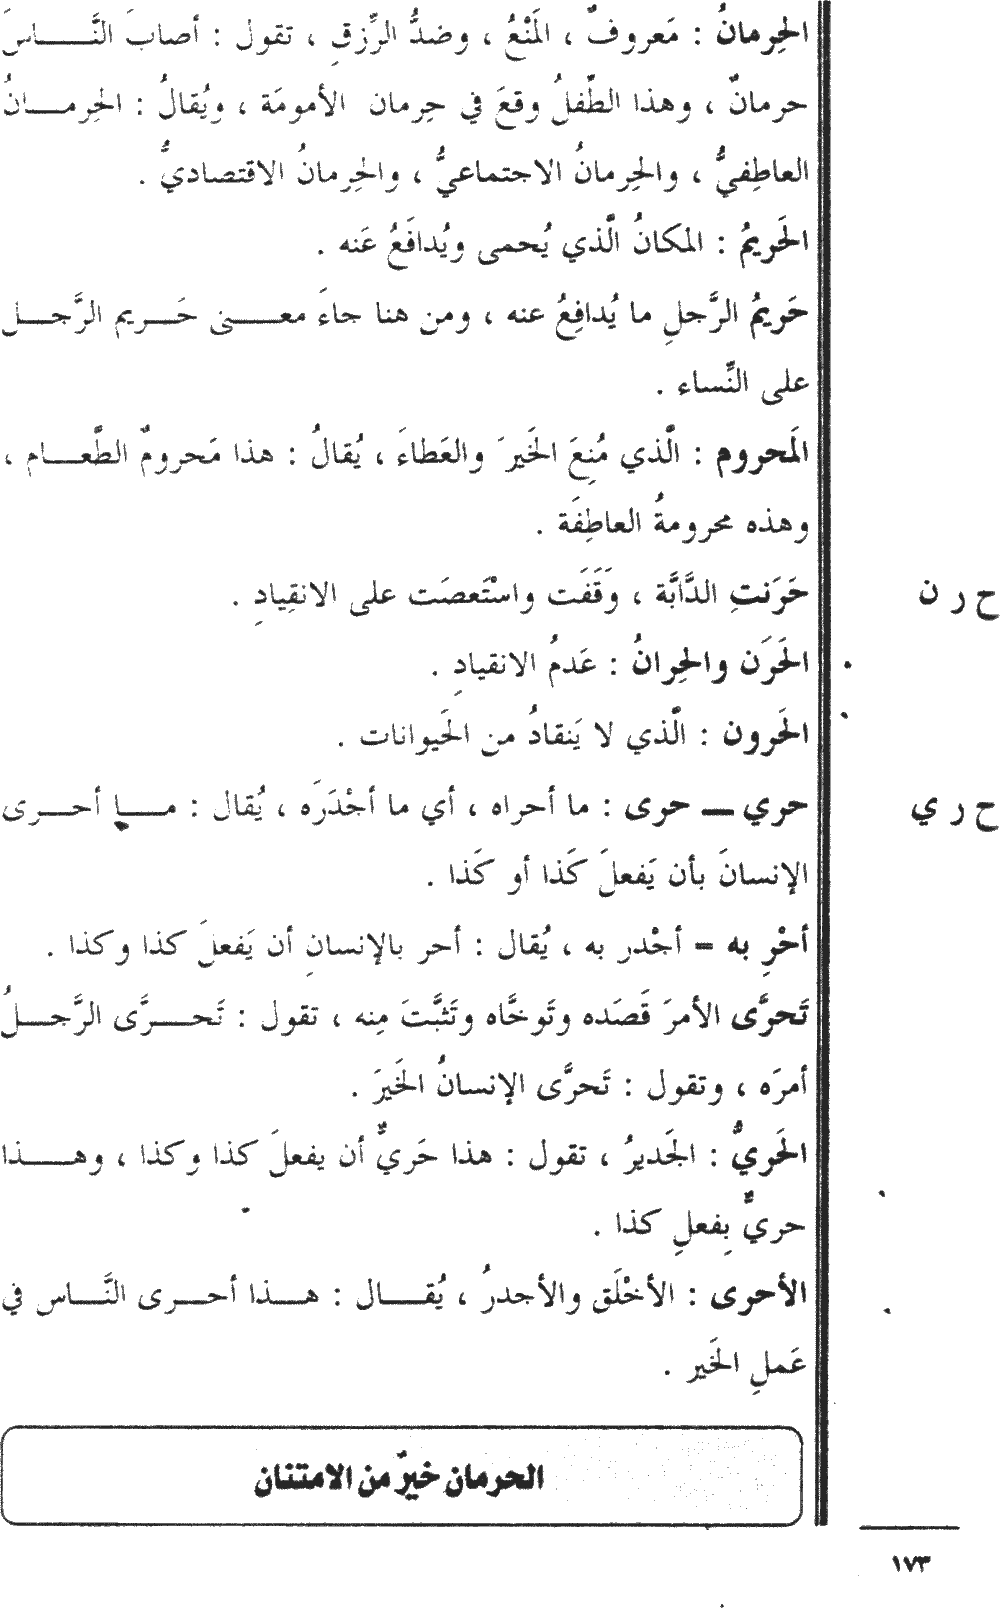 الحِرمانُ : مَعروفٌ ، المَنْعُ ، وضدُّ الرِّزقِ ، تقول : أصابَ النَّاسَ
حرمانٌ ، وهذا الطِّفلُ وقعَ في حِرمان الأمومَة ، ويُقالُ : الحِرمانُ
العاطِفيُّ ، والحِرمانُ الاجتماعيُّ ، والحِرمانُ الاقتصاديُّ .
الحَريمُ : المكانُ الَّذي يُحمى ويُدافَعُ عَنه .
حَريمُ الرَّجلِ ما يُدافِعُ عنه ، ومن هنا جاءَ معنى حَريم الرَّجل
على النِّساء .
المَحروم : الَّذي مُنِعَ الخَيرَ والعَطاءَ ، يُقالُ : هذا مَحرومٌ الطَّعام ،
وهذه محرومةُ العاطِفَة .
ح ر ن
حَرَنتِ الدَّابَّة ، وَقَفَت واسْتَعصَت على الانقِيادِ .
الحَرَن والحِرانُ : عَدمُ الانقيادِ .
الحَرون : الَّذي لا يَنقادُ من الحَيوانات .
ح ر ي
حري ـ حرى : ما أحراه ، أي ما أجْدَرَه ، يُقال : ما أحرى
الإنسانَ بأن يَفعلَ كَذا أو كَذا .
أحْرِ به = أجْدر به ، يُقال : أحر بالإنسانِ أن يَفعلَ كذا وكذا .
تَحرَّى الأمرَ قَصَده وتَوخَّاه وتَثبَّتَ مِنه ، تقول : تَحرَّى الرَّجلُ
أمرَه ، وتقول : تَحرَّى الإنسانُ الخَيرَ .
الحَريُّ : الجَديرُ ، تقول : هذا حَريٌّ أن يفعلَ كذا وكذا ، وهذا
حريٌّ بِفعلِ كذا .
الأحرى : الأخْلَق والأجدرُ ، يُقال : هذا أحرى النَّاس في
عَملِ الخَير .
الحرمان خيرٌ من الامتنان
١٧٣